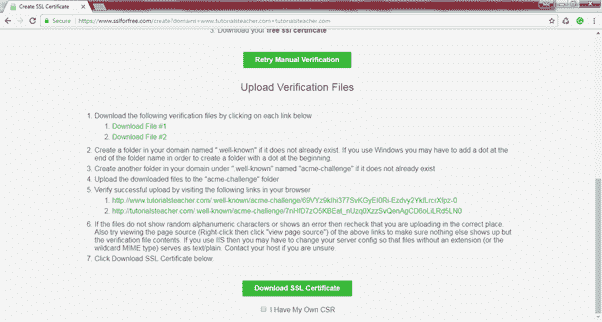 Create SSL Certificate
Secure https://www.sslforfree.com/create?domains=www.tutorialsteacher.com+tutorialsteacher.com
3. Download your free ssl certificate
Retry Manual Verification
Upload Verification Files
1. Download the following verification files by clicking on each link below
1. Download File #1
2. Download File #2
2. Create a folder in your domain named ".well-known" if it does not already exist. If you use Windows you may have to add a dot at the
end of the folder name in order to create a folder with a dot at the beginning.
3. Create another folder in your domain under ".well-known" named "acme-challenge" if it does not already exist
4. Upload the downloaded files to the "acme-challenge" folder
5. Verify successful upload by visiting the following links in your browser
1. http://www.tutorialsteacher.com/.well-known/acme-challenge/
2. http://tutorialsteacher.com/.well-known/acme-challenge/
6. If the files do not show random alphanumeric characters or shows an error then recheck that you are uploading in the correct place.
Also try viewing the page source (Right-click then click "view page source") of the above links to make sure nothing else shows up but
the verification file contents. If you use IIS then you may have to change your server config so that files without an extension (or the
wildcard MIME type) serves as text/plain. Contact your host if you are unsure.
7. Click Download SSL Certificate below.
Download SSL Certificate
I Have My Own CSR